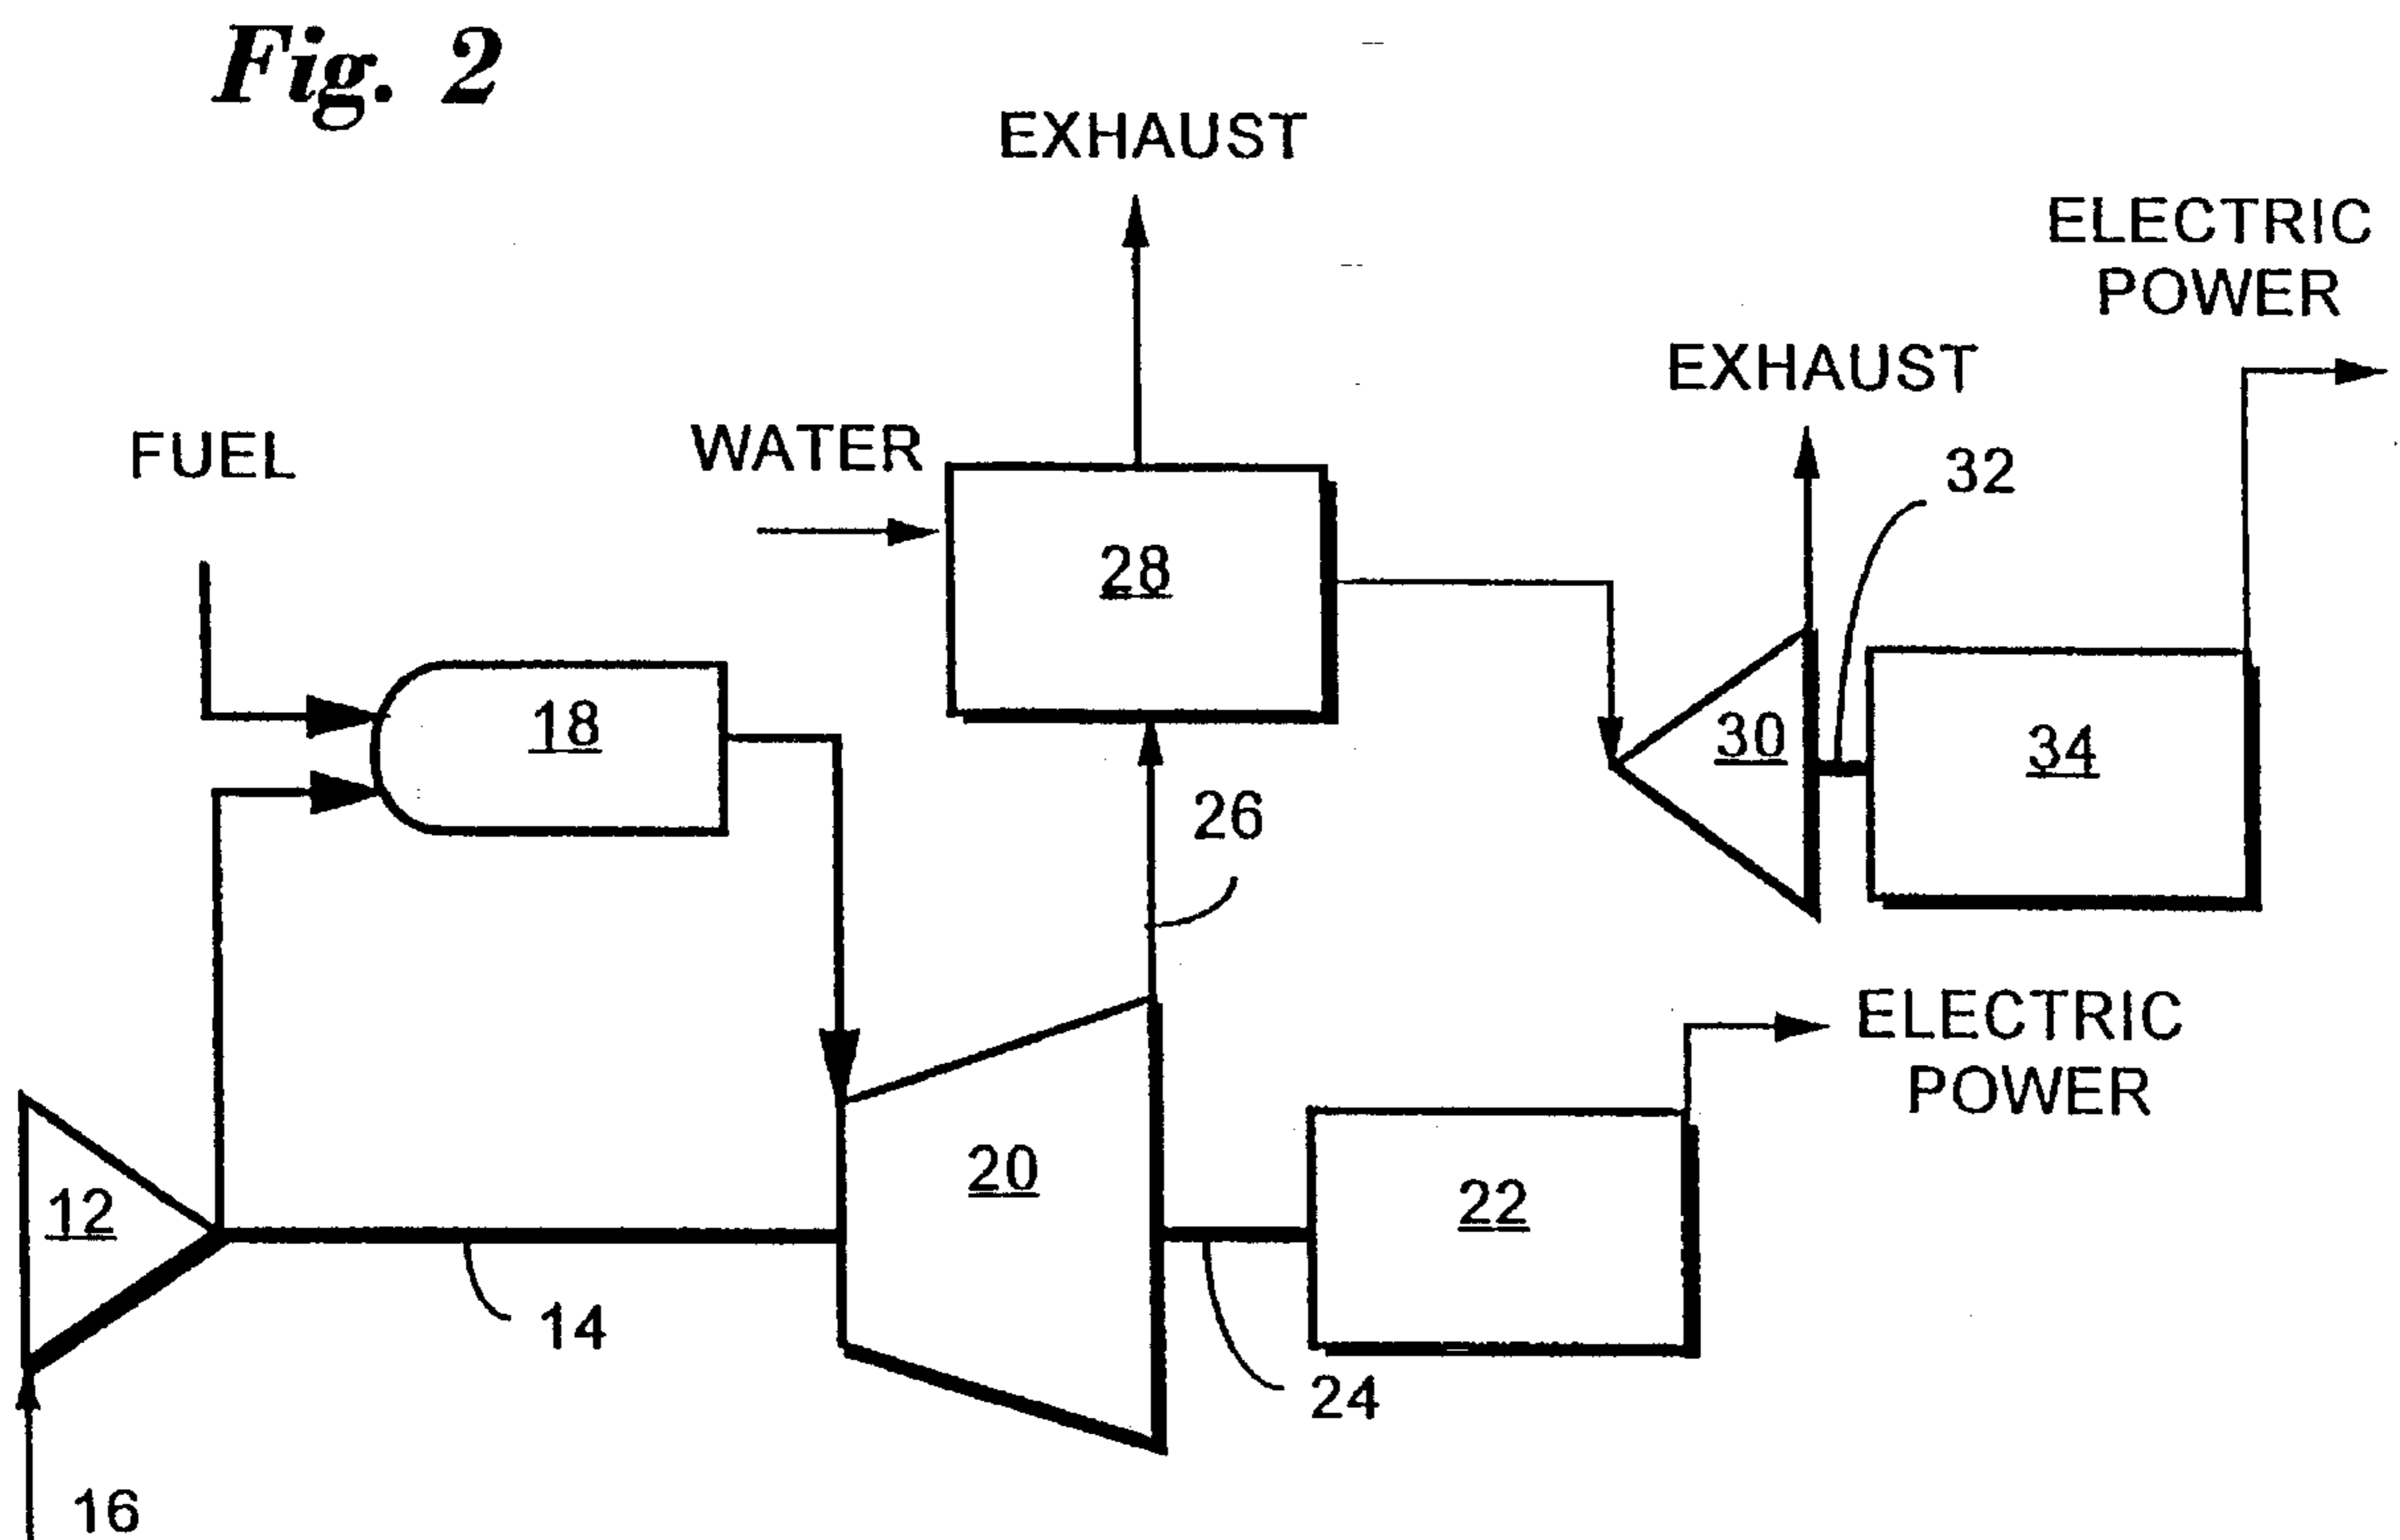 Fig. 2
EXHAUST
ELECTRIC
POWER
EXHAUST
FUEL
WATER
32
28
18
30
34
26
ELECTRIC
POWER
12
20
22
14
24
16